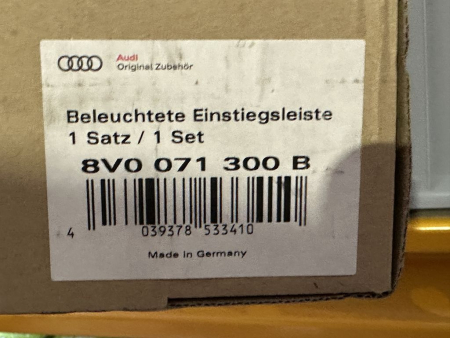 Audi
Original Zubehör
Beleuchtete Einstiegsleiste
1 Satz / 1 Set
8V0 071 300 B
4 039378 533410
Made in Germany